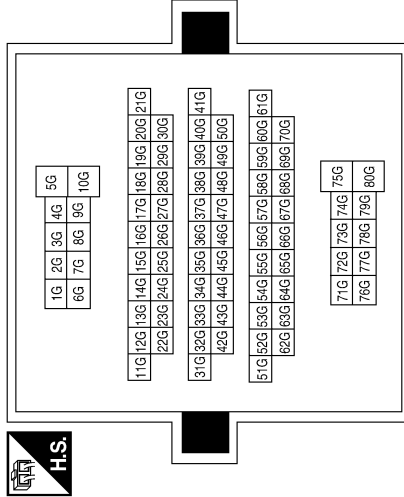 1G 2G 3G 4G 5G
6G 7G 8G 9G 10G
11G 12G 13G 14G 15G 16G 17G 18G 19G 20G 21G
22G 23G 24G 25G 26G 27G 28G 29G 30G
31G 32G 33G 34G 35G 36G 37G 38G 39G 40G 41G
42G 43G 44G 45G 46G 47G 48G 49G 50G
51G 52G 53G 54G 55G 56G 57G 58G 59G 60G 61G
62G 63G 64G 65G 66G 67G 68G 69G 70G
71G 72G 73G 74G 75G
76G 77G 78G 79G 80G
H.S.